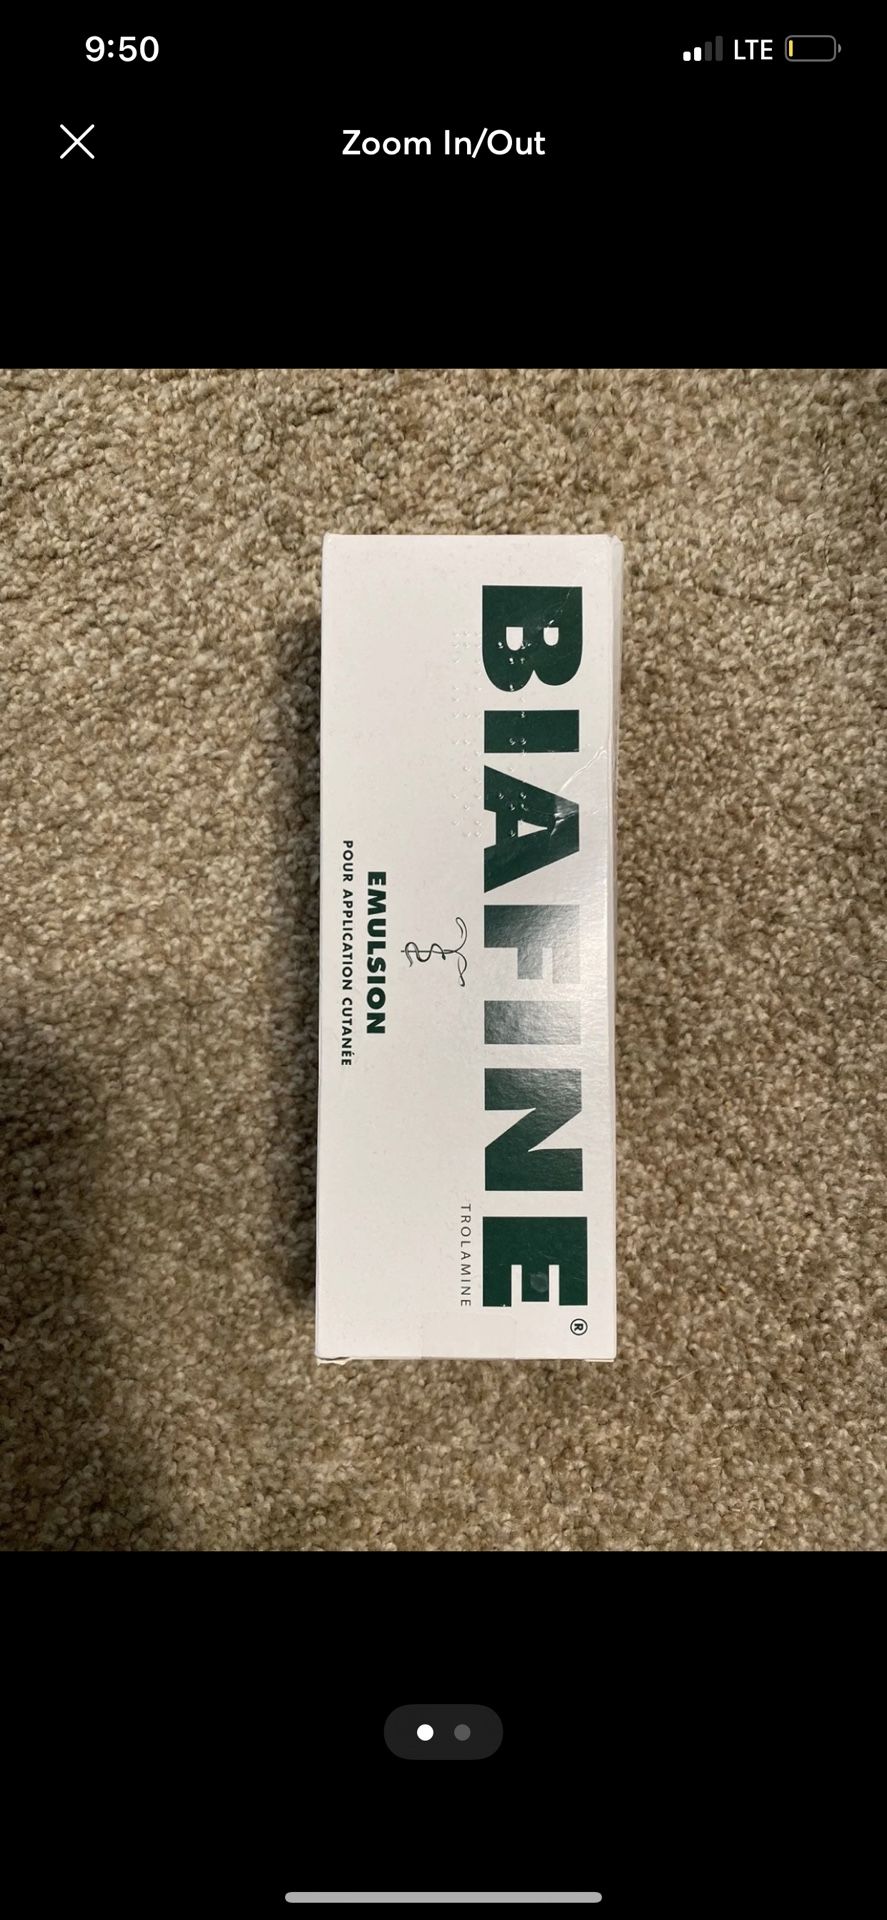 9:50
LTE
Zoom In/Out
BIAFINE®
TROLAMINE
EMULSION
POUR APPLICATION CUTANÉE